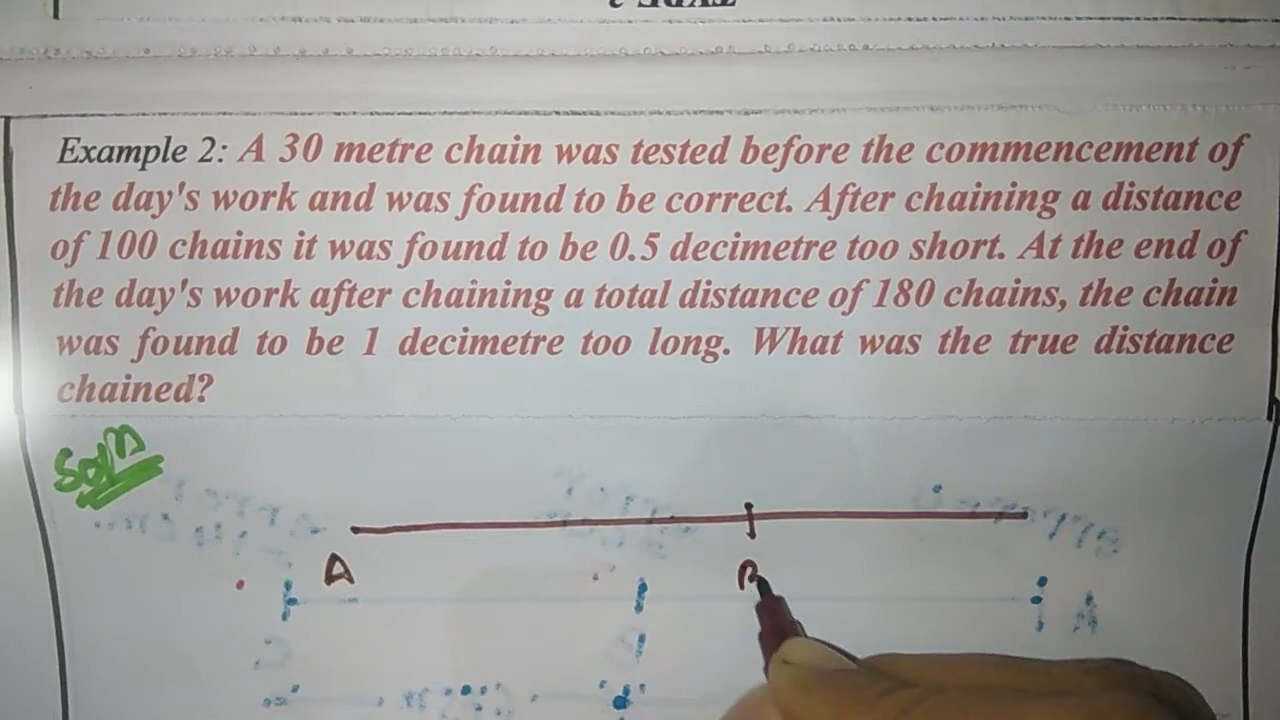 Example 2: A 30 metre chain was tested before the commencement of
the day's work and was found to be correct. After chaining a distance
of 100 chains it was found to be 0.5 decimetre too short. At the end of
the day's work after chaining a total distance of 180 chains, the chain
was found to be 1 decimetre too long. What was the true distance
chained?
Soln
A